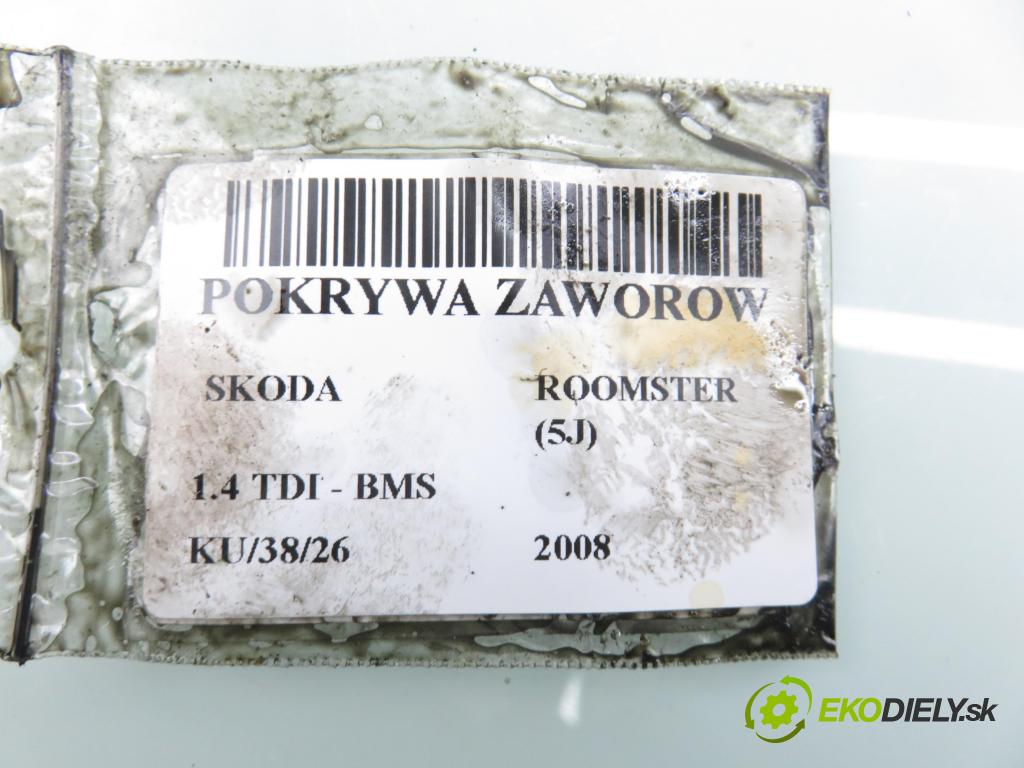 POKRYWA ZAWOROW
SKODA ROOMSTER
(5J)
1.4 TDI - BMS
KU/38/26 2008
EKODIELY.sk